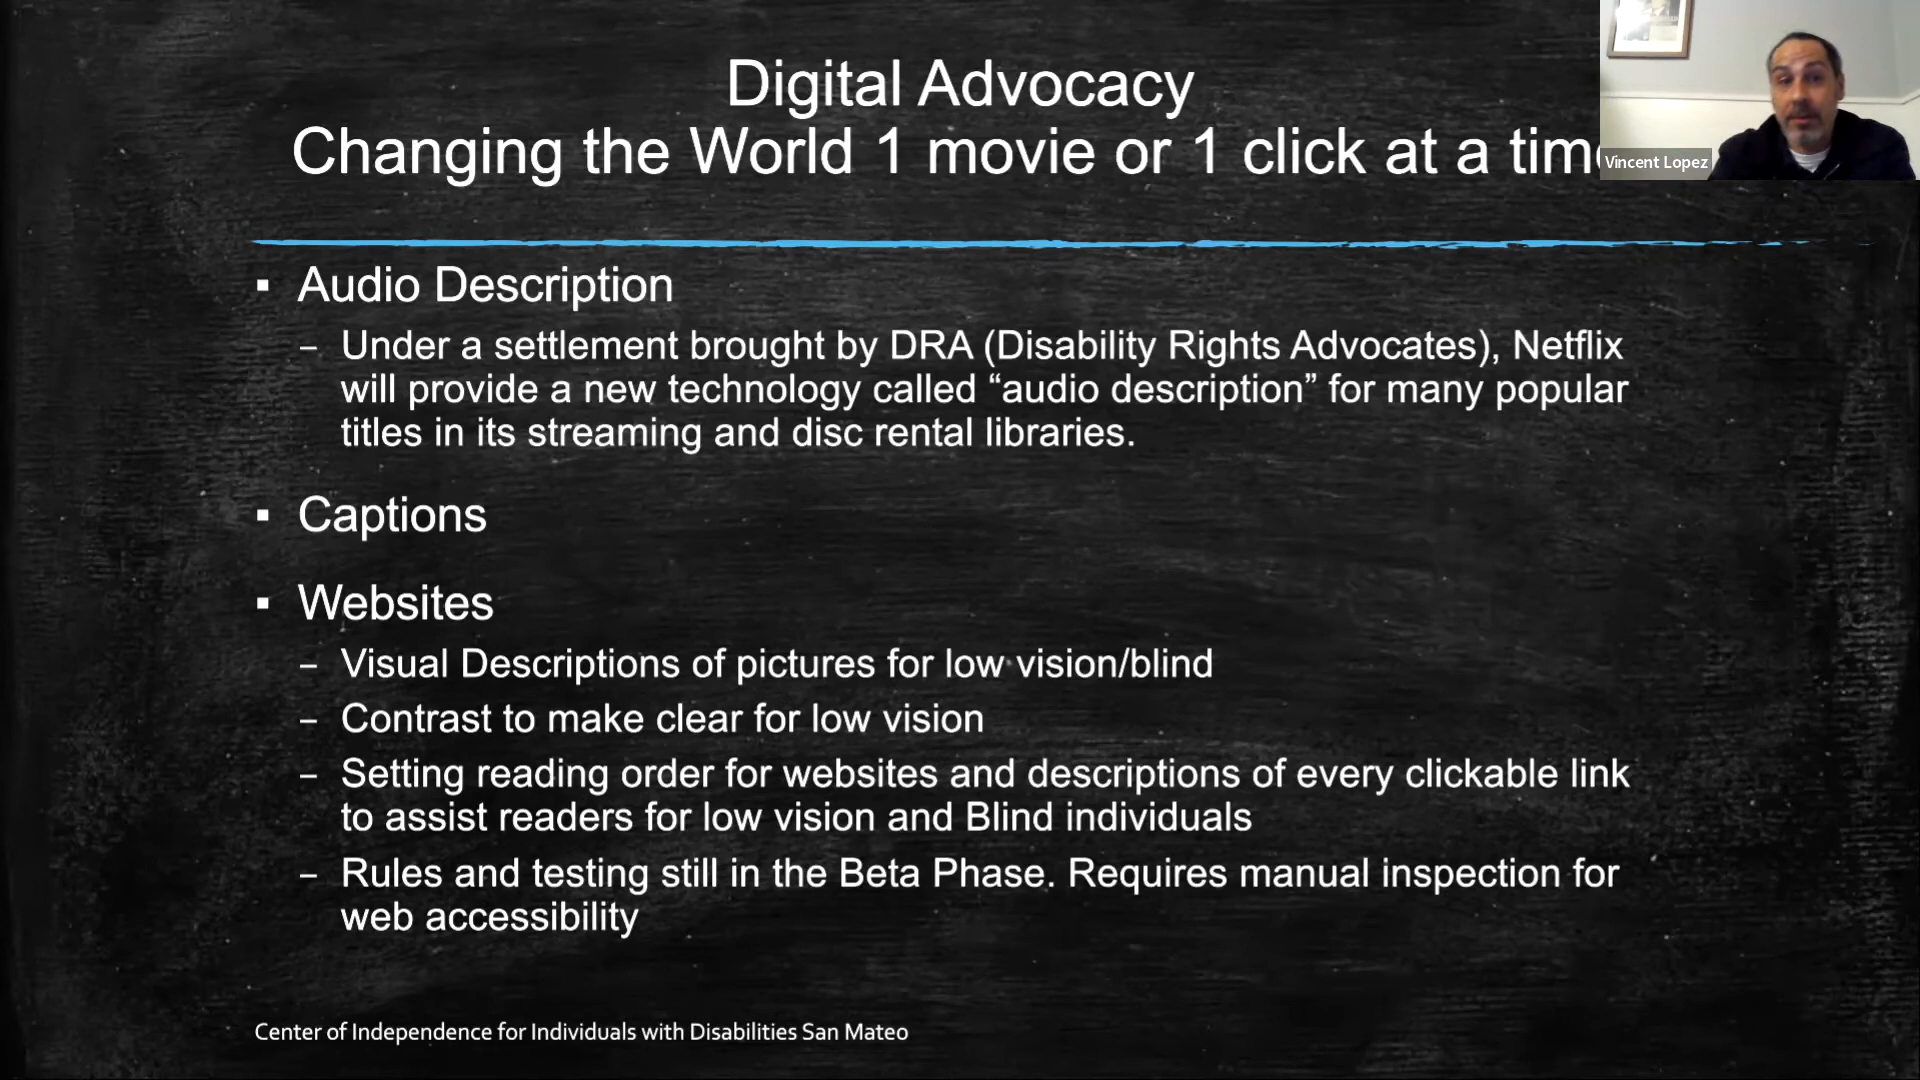 Digital Advocacy
Changing the World 1 movie or 1 click at a tim
Vincent Lopez
▪ Audio Description
– Under a settlement brought by DRA (Disability Rights Advocates), Netflix
will provide a new technology called “audio description” for many popular
titles in its streaming and disc rental libraries.
▪ Captions
▪ Websites
– Visual Descriptions of pictures for low vision/blind
– Contrast to make clear for low vision
– Setting reading order for websites and descriptions of every clickable link
to assist readers for low vision and Blind individuals
– Rules and testing still in the Beta Phase. Requires manual inspection for
web accessibility
Center of Independence for Individuals with Disabilities San Mateo